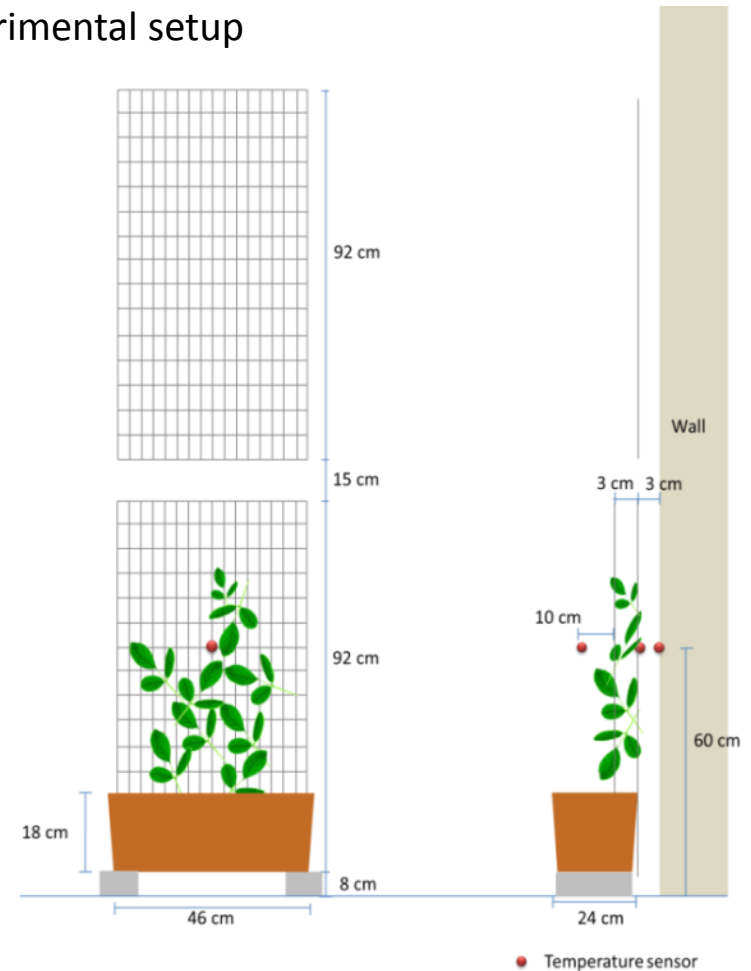 rimental setup
92 cm
Wall
15 cm
3 cm 3 cm
10 cm
92 cm
60 cm
18 cm
8 cm
46 cm
24 cm
Temperature sensor